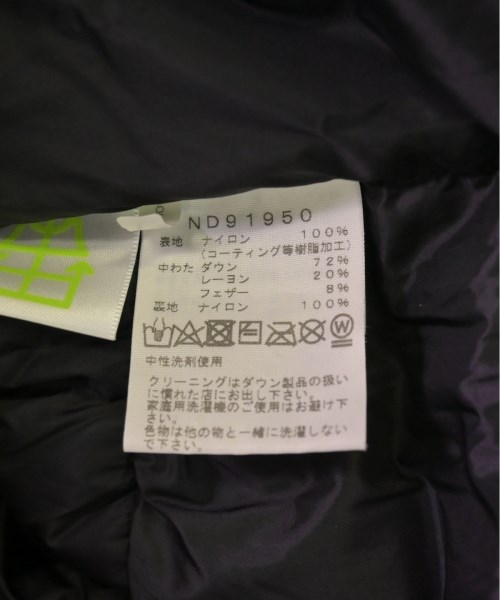 ND91950
表地 ナイロン 100%
(コーティング等樹脂加工)
中わた ダウン 72%
レーヨン 20%
フェザー 8%
裏地 ナイロン 100%
中性洗剤使用
クリーニングはダウン製品の扱い
に慣れた店にお出し下さい。
家庭用洗濯機のご使用はお避け下
さい。
色物は他の物と一緒に洗濯しない
で下さい。